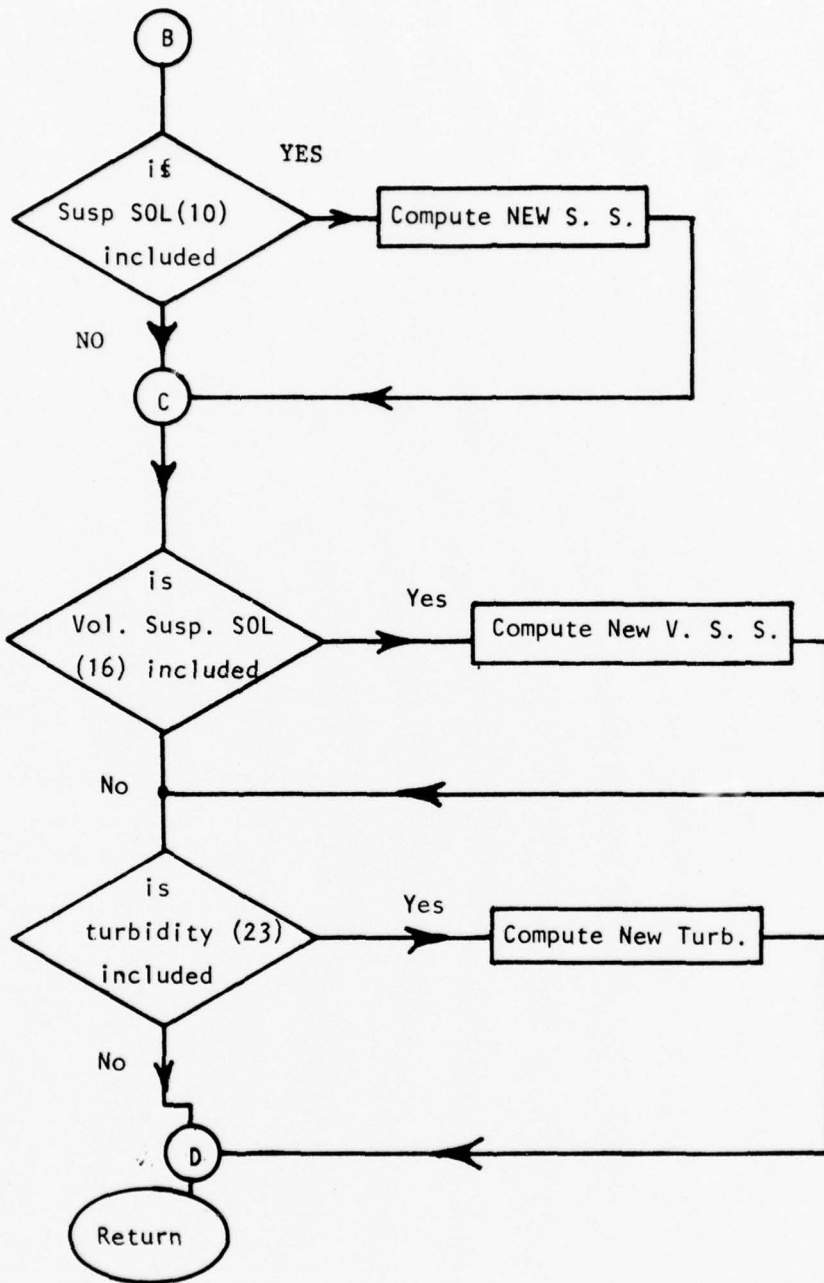 B
YES
is
Susp SOL(10)
included
Compute NEW S. S.
NO
C
is
Vol. Susp. SOL
(16) included
Yes
Compute New V. S. S.
No
is
turbidity (23)
included
Yes
Compute New Turb.
No
D
Return